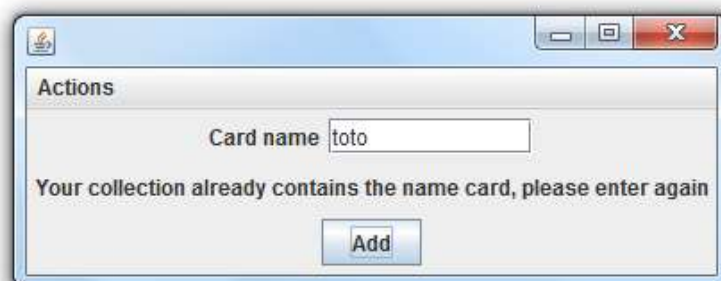 Actions
Card name toto
Your collection already contains the name card, please enter again
Add